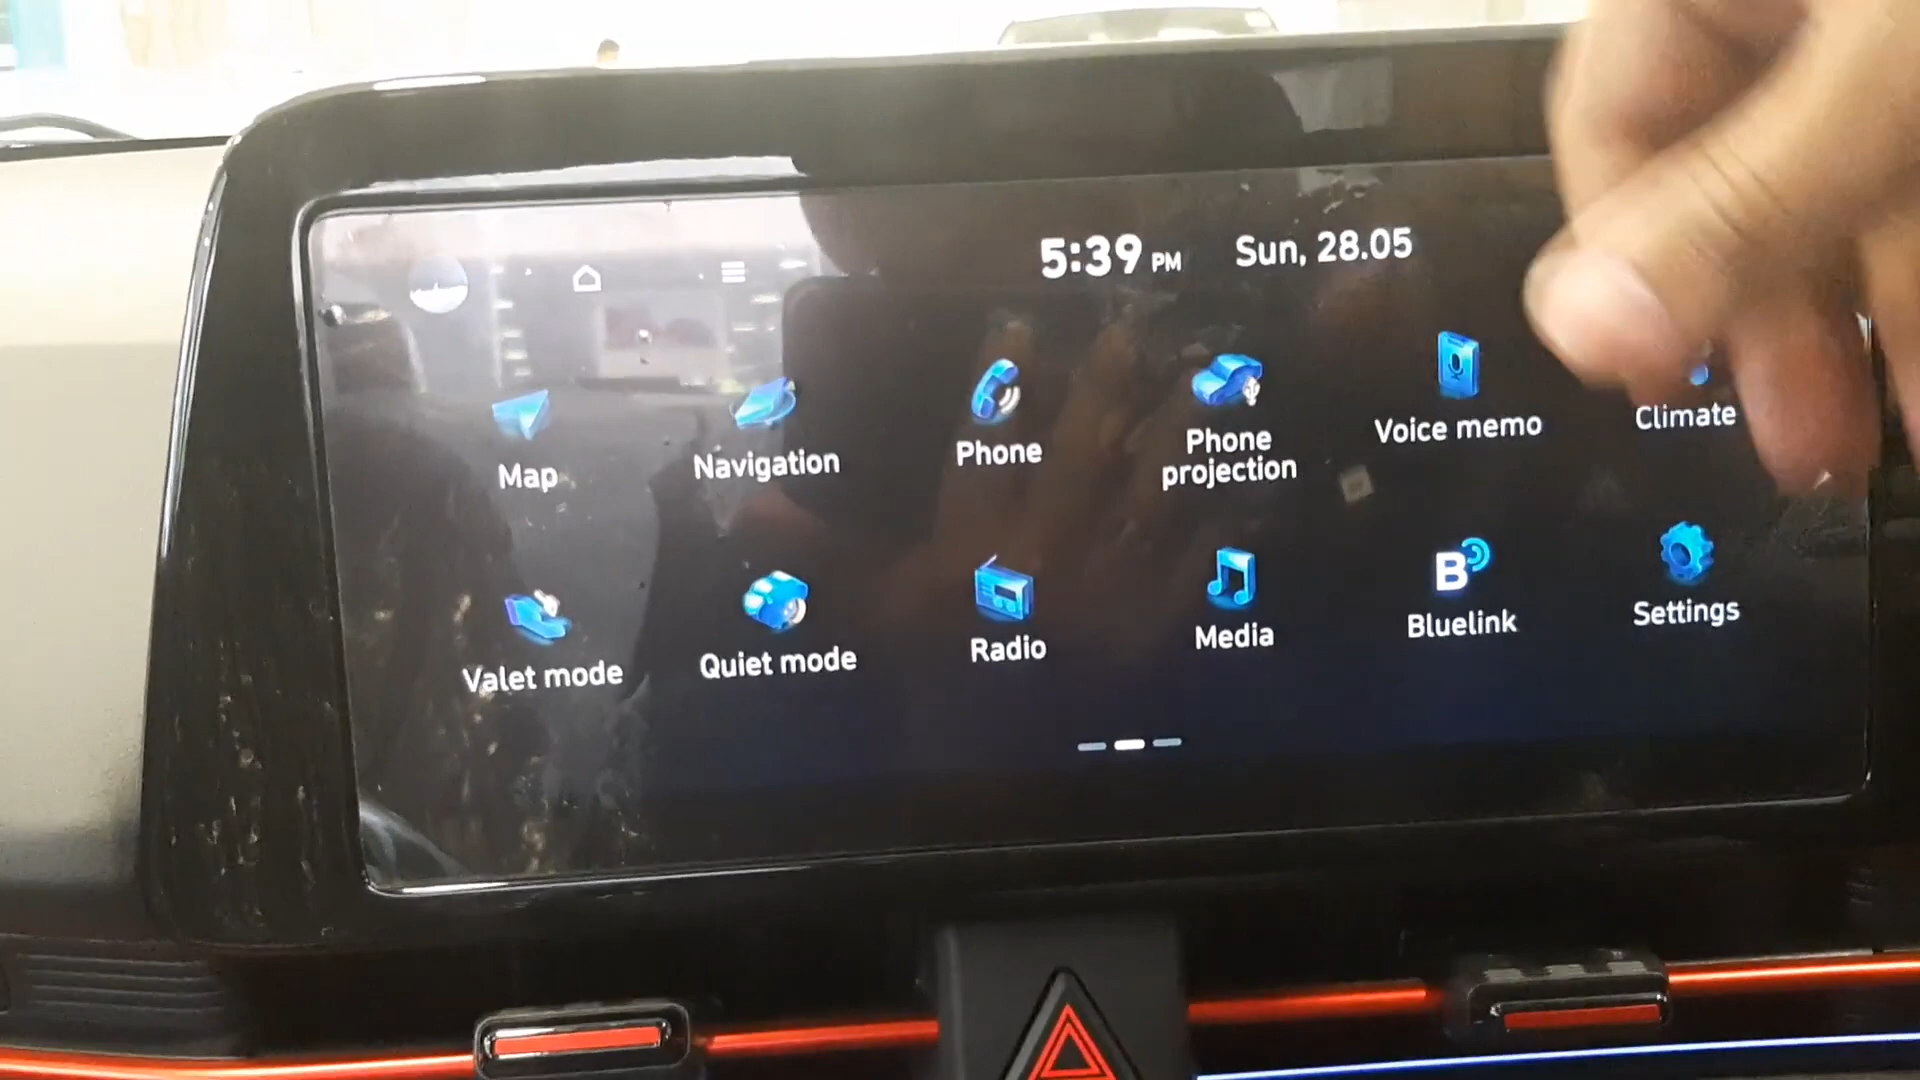 5:39 PM Sun, 28.05
Map
Navigation
Phone
Phone
projection
Voice memo
Climate
Valet mode
Quiet mode
Radio
Media
B
Bluelink
Settings